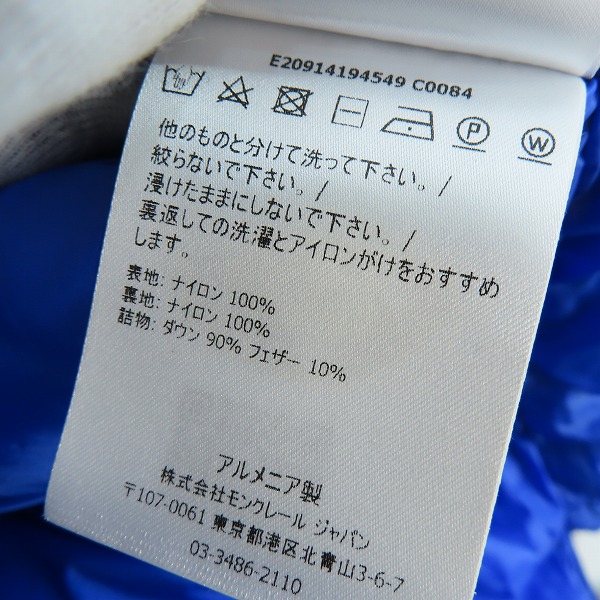 E20914194549 C0084
P
W
他のものと分けて洗って下さい。/
絞らないで下さい。/
浸けたままにしないで下さい。/
裏返しての洗濯とアイロンがけをおすすめ
します。
表地: ナイロン 100%
裏地: ナイロン 100%
詰物: ダウン 90% フェザー 10%
アルメニア製
株式会社モンクレール ジャパン
〒107-0061 東京都港区北青山3-6-7
03-3486-2110